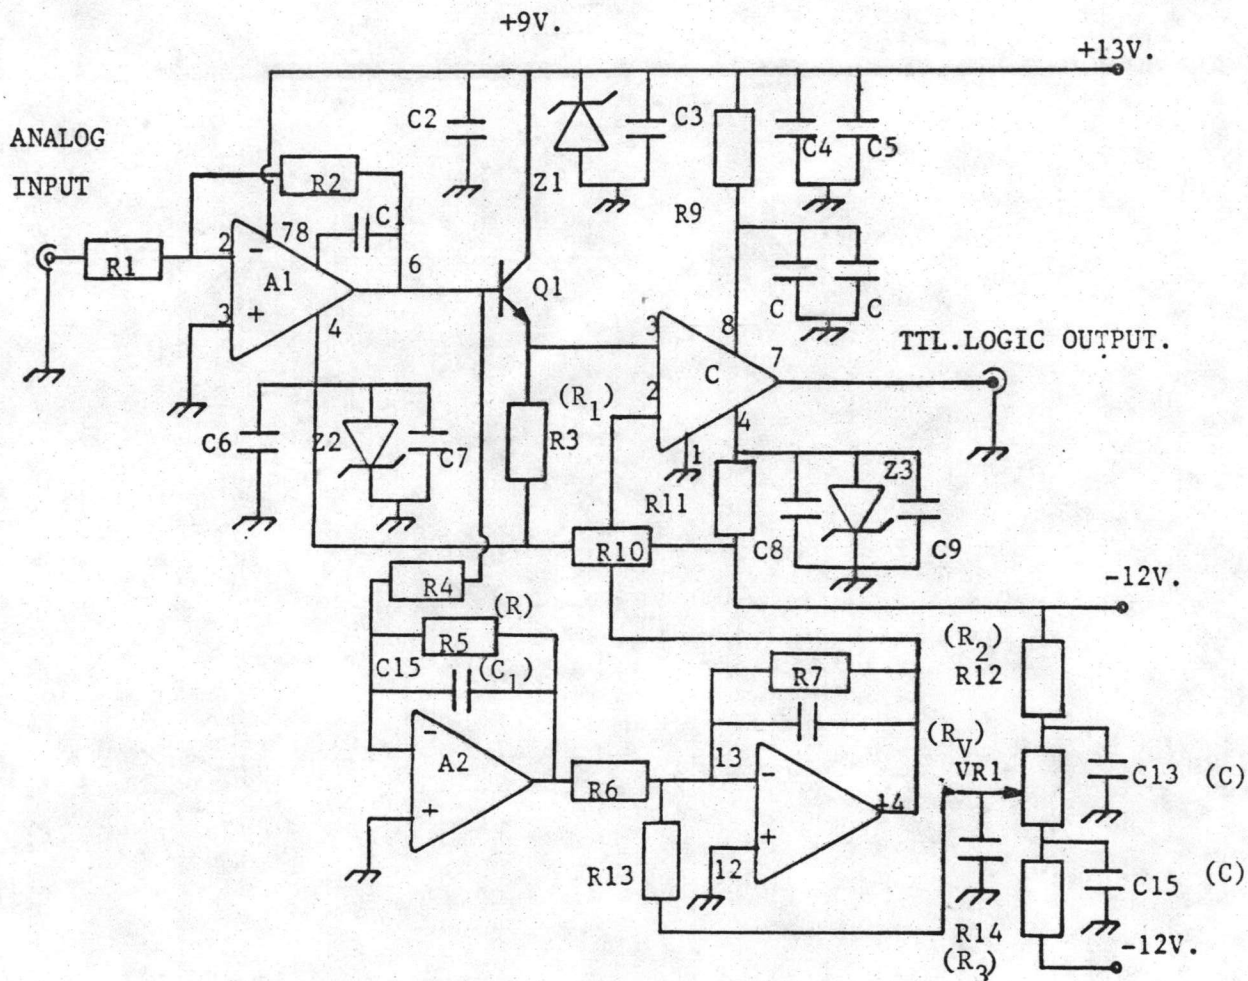 +9V.
+13V.
ANALOG
INPUT
C2
Z1
C3
C4
C5
R9
R2
C1
R1
2
78
A1
3
+
4
6
Q1
C
C
3
8
C
7
2
4
1
TTL.LOGIC OUTPUT.
(R1)
R3
C6
Z2
C7
R11
Z3
C8
C9
R10
R4
-12V.
(R)
R5
C15
(C1)
(R2)
R12
R7
A2
-
+
R6
13
-
+
12
14
(RV)
VR1
C13
(C)
R13
C15
(C)
R14
(R3)
-12V.